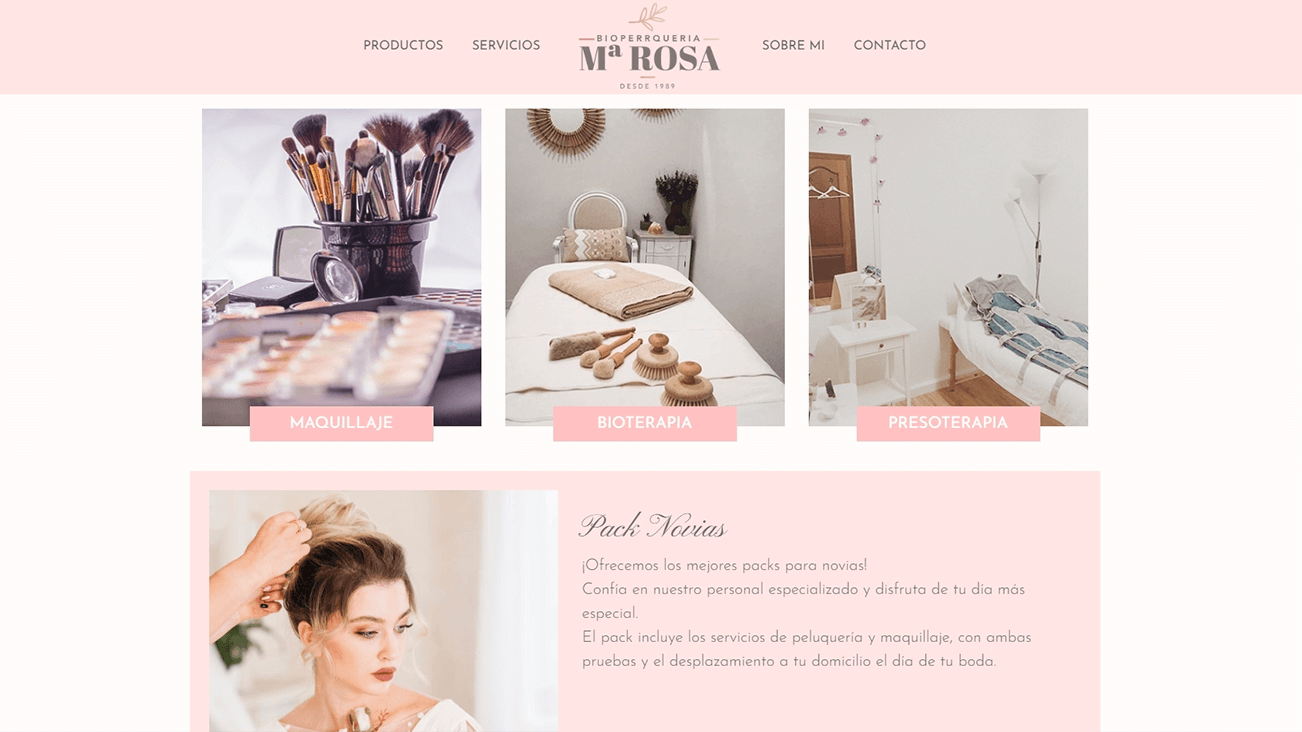 PRODUCTOS SERVICIOS
BIOPERRQUERIA
Mª ROSA
DESDE 1989
SOBRE MI CONTACTO
MAQUILLAJE
BIOTERAPIA
PRESOTERAPIA
Pack Novias
¡Ofrecemos los mejores packs para novias!
Confía en nuestro personal especializado y disfruta de tu día más
especial.
El pack incluye los servicios de peluquería y maquillaje, con ambas
pruebas y el desplazamiento a tu domicilio el día de tu boda.